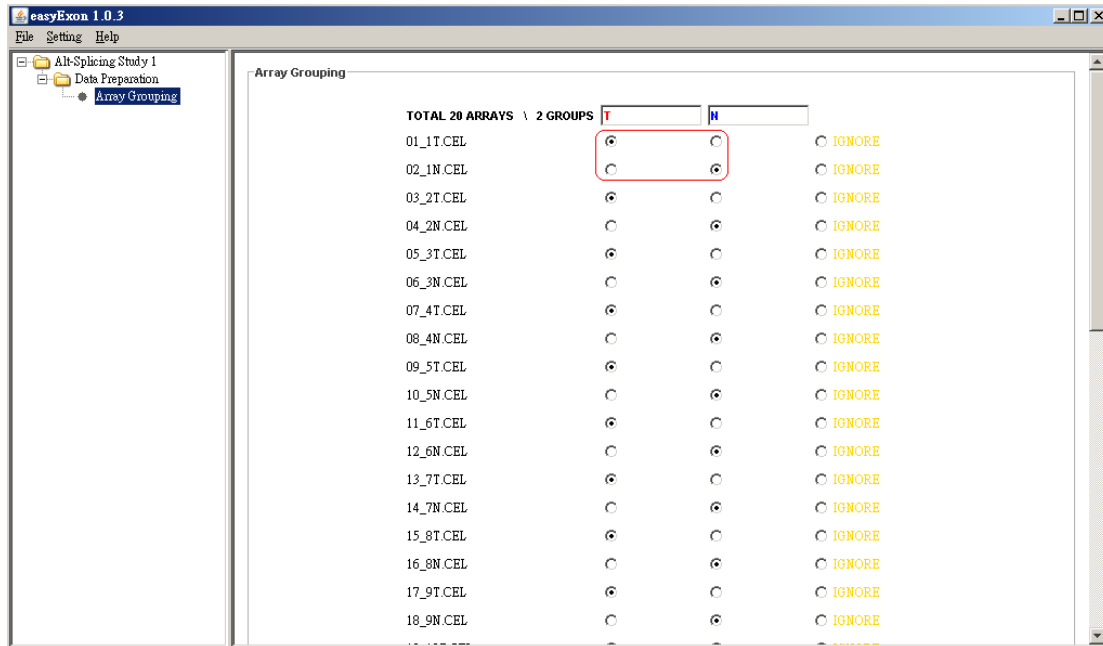 easyExon 1.0.3
File Setting Help
Alt-Splicing Study 1
Data Preparation
Array Grouping
Array Grouping
TOTAL 20 ARRAYS \ 2 GROUPS T N
01_1T.CEL IGNORE
02_1N.CEL IGNORE
03_2T.CEL IGNORE
04_2N.CEL IGNORE
05_3T.CEL IGNORE
06_3N.CEL IGNORE
07_4T.CEL IGNORE
08_4N.CEL IGNORE
09_5T.CEL IGNORE
10_5N.CEL IGNORE
11_6T.CEL IGNORE
12_6N.CEL IGNORE
13_7T.CEL IGNORE
14_7N.CEL IGNORE
15_8T.CEL IGNORE
16_8N.CEL IGNORE
17_9T.CEL IGNORE
18_9N.CEL IGNORE